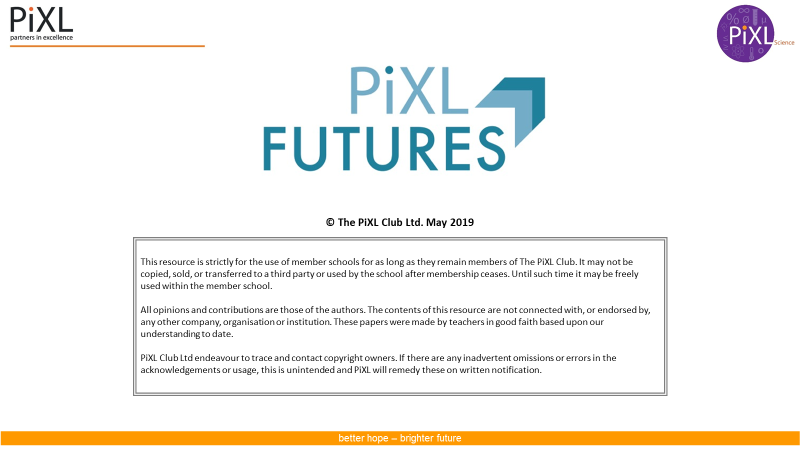 PiXL
partners in excellence
PiXL
Science
PiXL
FUTURES
© The PiXL Club Ltd. May 2019
This resource is strictly for the use of member schools for as long as they remain members of The PiXL Club. It may not be
copied, sold, or transferred to a third party or used by the school after membership ceases. Until such time it may be freely
used within the member school.
All opinions and contributions are those of the authors. The contents of this resource are not connected with, or endorsed by,
any other company, organisation or institution. These papers were made by teachers in good faith based upon our
understanding to date.
PiXL Club Ltd endeavour to trace and contact copyright owners. If there are any inadvertent omissions or errors in the
acknowledgements or usage, this is unintended and PiXL will remedy these on written notification.
better hope – brighter future